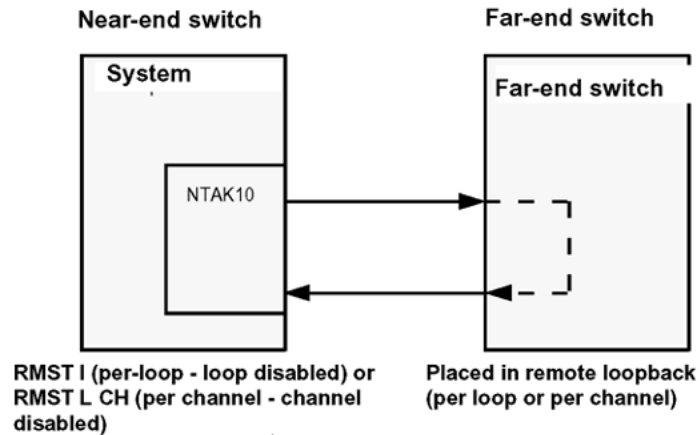 Near-end switch
Far-end switch
System
Far-end switch
NTAK10
RMST l (per-loop - loop disabled) or
RMST L CH (per channel - channel
disabled)
Placed in remote loopback
(per loop or per channel)